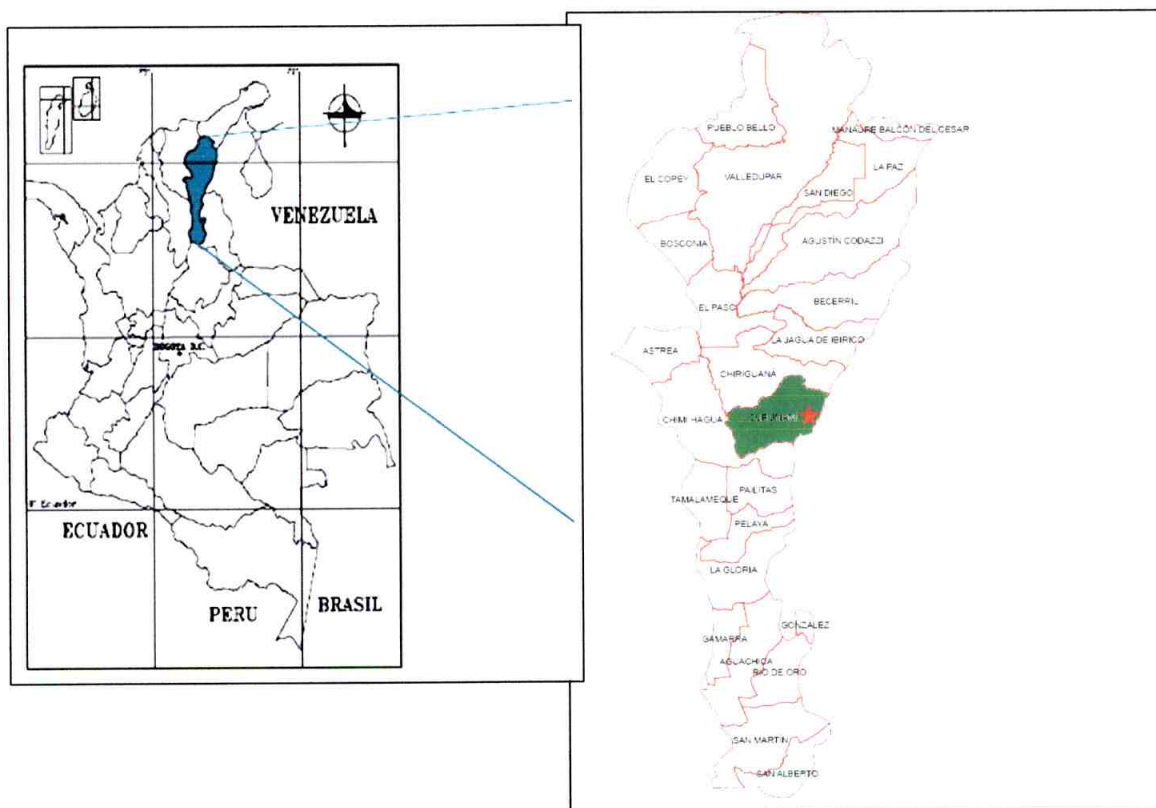 VENEZUELA
BOGOTA D.C.
ECUADOR
PERU
BRASIL
PUEBLO BELLO
MANAURE BALCÓN DEL CESAR
EL COPEY
VALLEDUPAR
LA PAZ
SAN DIEGO
BOSCONIA
AGUSTÍN CODAZZI
EL PASO
BECERRIL
LA JAGUA DE IBIRICO
ASTREA
CHIRIGUANA
CHIMICHAGUA
PAILITAS
TAMALAMEQUE
PELAYA
LA GLORIA
GONZÁLEZ
GAMARRA
AGUACHICA
RIO DE ORO
SAN MARTIN
SAN ALBERTO